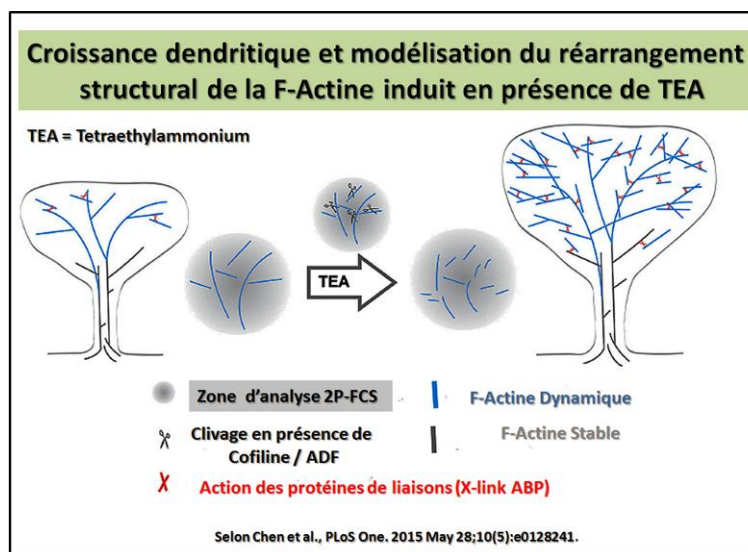 Croissance dendritique et modélisation du réarrangement
structural de la F-Actine induit en présence de TEA
TEA = Tetraethylammonium
TEA
Zone d'analyse 2P-FCS
F-Actine Dynamique
Clivage en présence de
Cofiline / ADF
F-Actine Stable
Action des protéines de liaisons (X-link ABP)
Selon Chen et al., PLoS One. 2015 May 28;10(5):e0128241.